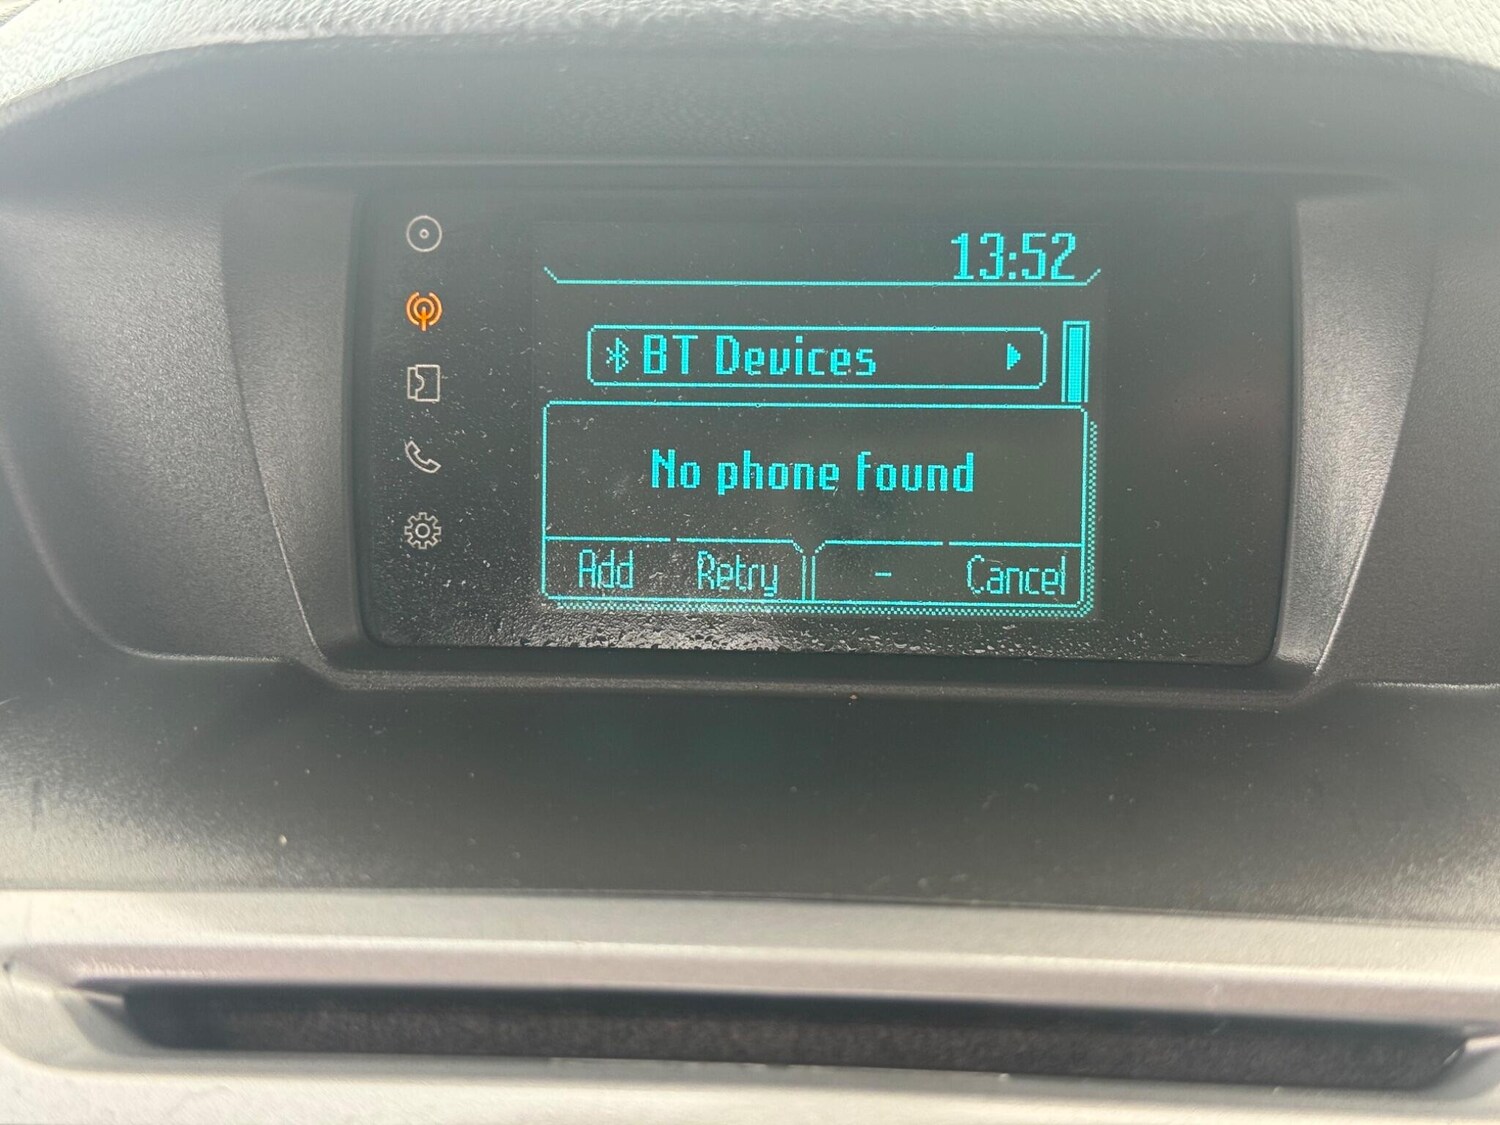 13:52
BT Devices
No phone found
Add Retry - Cancel